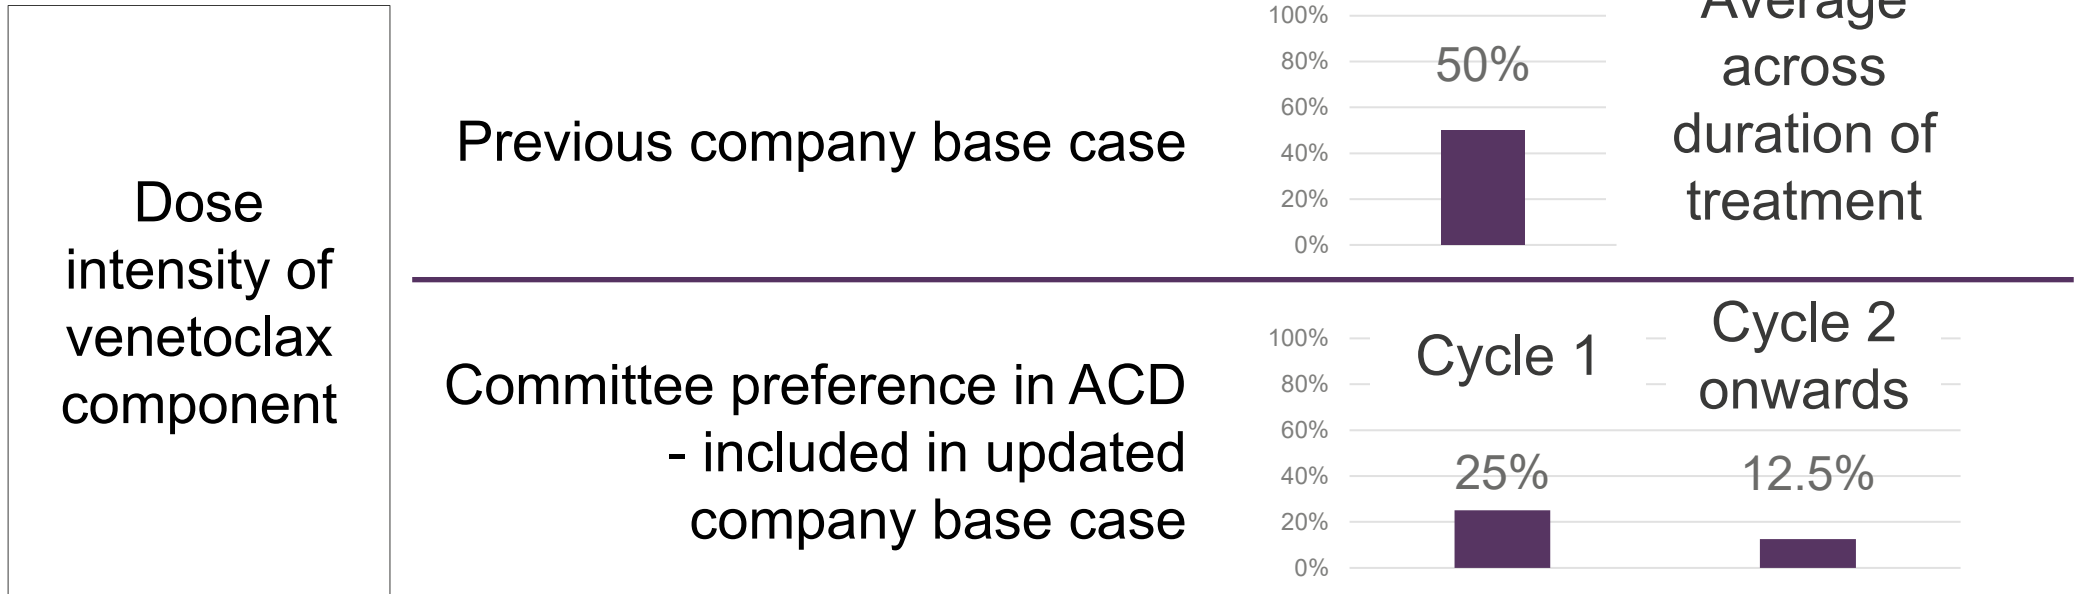 Dose
intensity of
venetoclax
component
Previous company base case
100%
80%
60%
40%
20%
0%
50%
Average
across
duration of
treatment
Committee preference in ACD
- included in updated
company base case
100%
80%
60%
40%
20%
0%
Cycle 1
25%
Cycle 2
onwards
12.5%